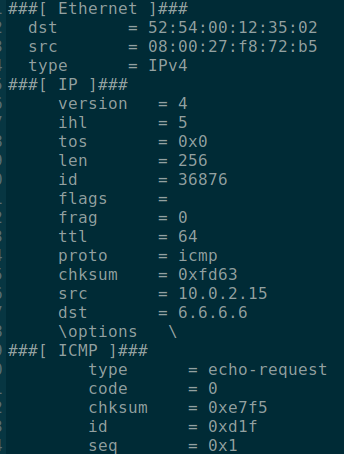 ###[ Ethernet ]###
  dst       = 52:54:00:12:35:02
  src       = 08:00:27:f8:72:b5
  type      = IPv4
###[ IP ]###
     version   = 4
     ihl       = 5
     tos       = 0x0
     len       = 256
     id        = 36876
     flags     =
     frag      = 0
     ttl       = 64
     proto     = icmp
     chksum    = 0xfd63
     src       = 10.0.2.15
     dst       = 6.6.6.6
     \options   \
###[ ICMP ]###
        type      = echo-request
        code      = 0
        chksum    = 0xe7f5
        id        = 0xd1f
        seq       = 0x1